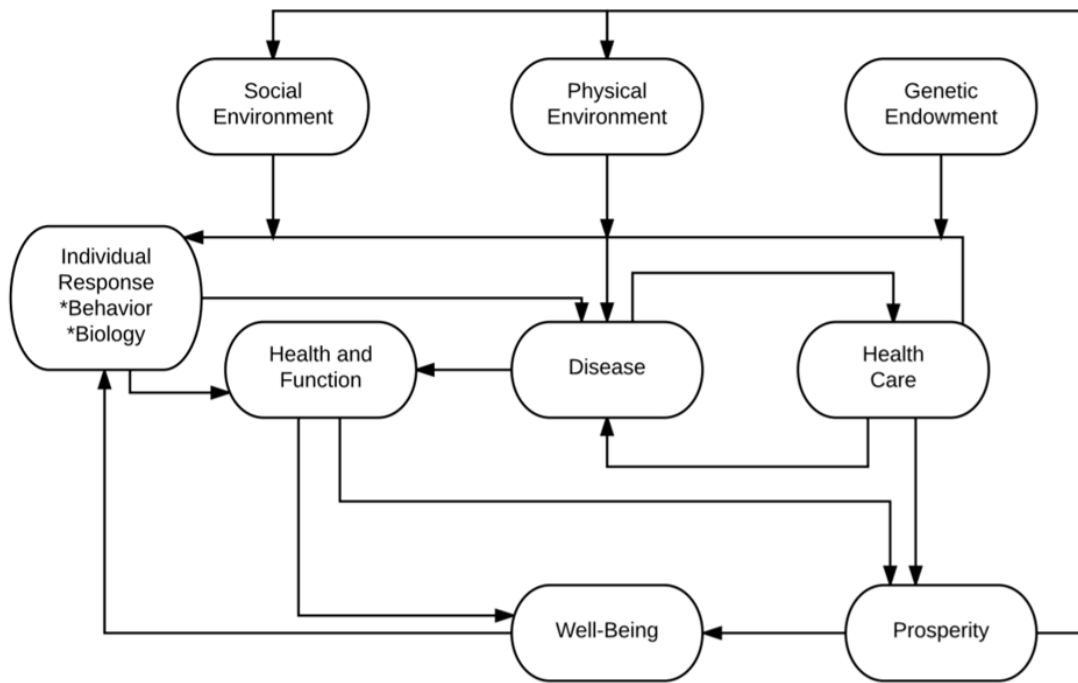 Social
Environment
Physical
Environment
Genetic
Endowment
Individual
Response
*Behavior
*Biology
Health and
Function
Disease
Health
Care
Well-Being
Prosperity